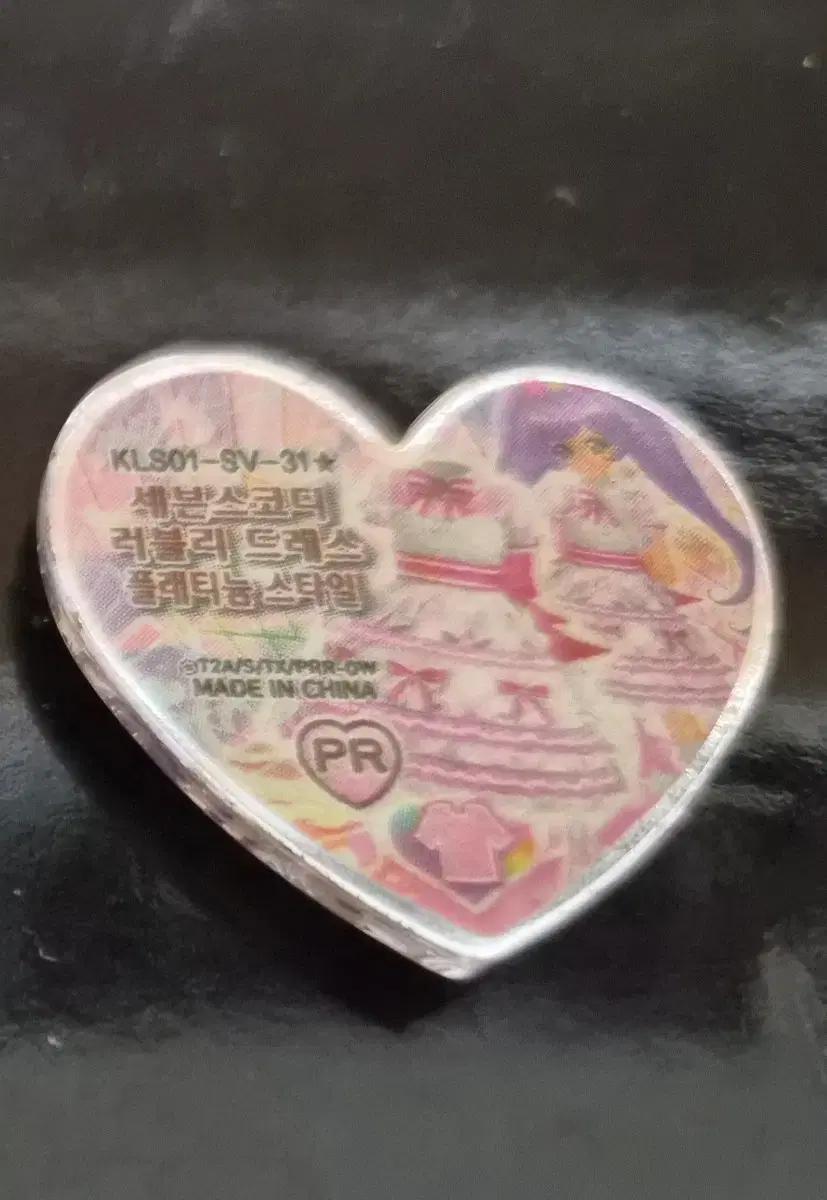 KLS01-SV-31★
세븐스코디
러블리 드레스
플래티늄 스타일
©T2A/S/TX/PRR-OW
MADE IN CHINA
PR